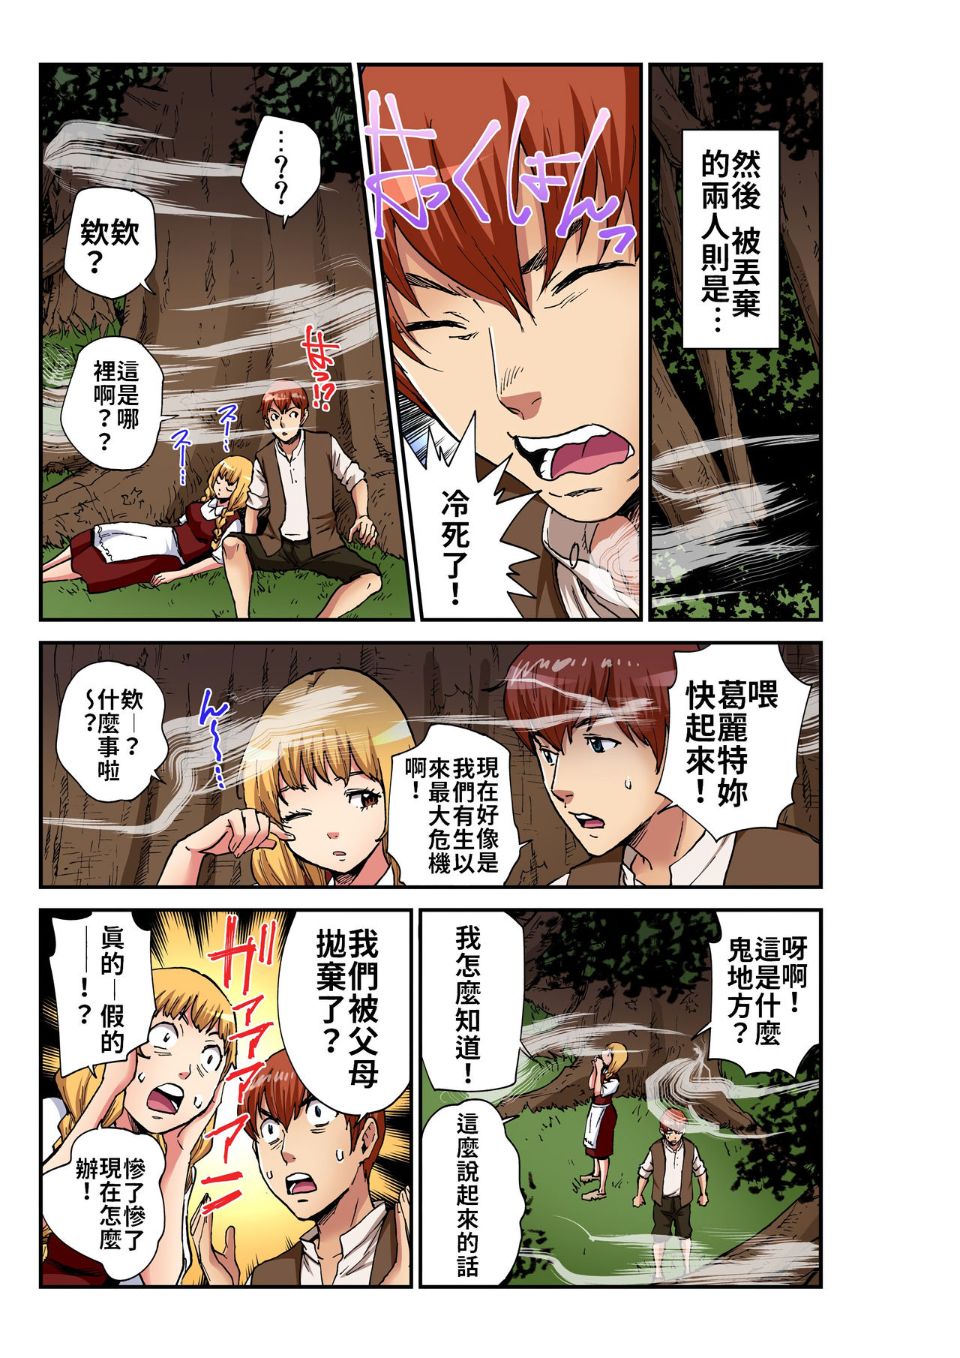 然後 被丟棄
的兩人則是…
はっくしょんっ
冷死了！
…？？
はっ!?
欸欸
？
這是哪
裡啊？？
スー…
スー…
喂
葛麗特妳
快起來！
現在好像是
我們有生以
來最大危機
啊！
ん～…
欸—？
什麼事啦
～？
呀啊！
這是什麼
鬼地方？
我怎麼知道！
這麼說起來的話
我們被父母
拋棄了？
ガァァァァン
真的—假的
—！？
慘了慘了
現在怎麼
辦！